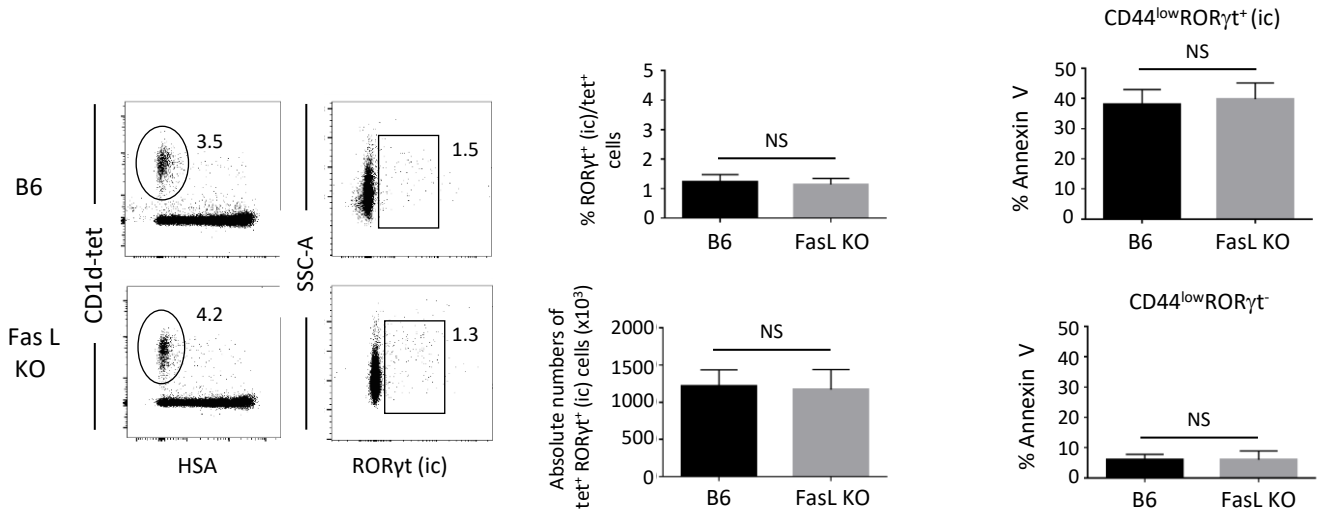 B6
Fas L
KO
CD1d-tet
3.5
4.2
HSA
SSC-A
1.5
1.3
RORγt (ic)
% RORγt⁺ (ic)/tet⁺
cells
5
4
3
2
1
0
NS
B6
FasL KO
Absolute numbers of
tet⁺ RORγt⁺ (ic) cells (x10³)
2000
1500
1000
500
0
NS
B6
FasL KO
CD44ˡᵒʷRORγt⁺ (ic)
% Annexin V
50
40
30
20
10
0
NS
B6
FasL KO
CD44ˡᵒʷRORγt⁻
% Annexin V
50
40
30
20
10
0
NS
B6
FasL KO